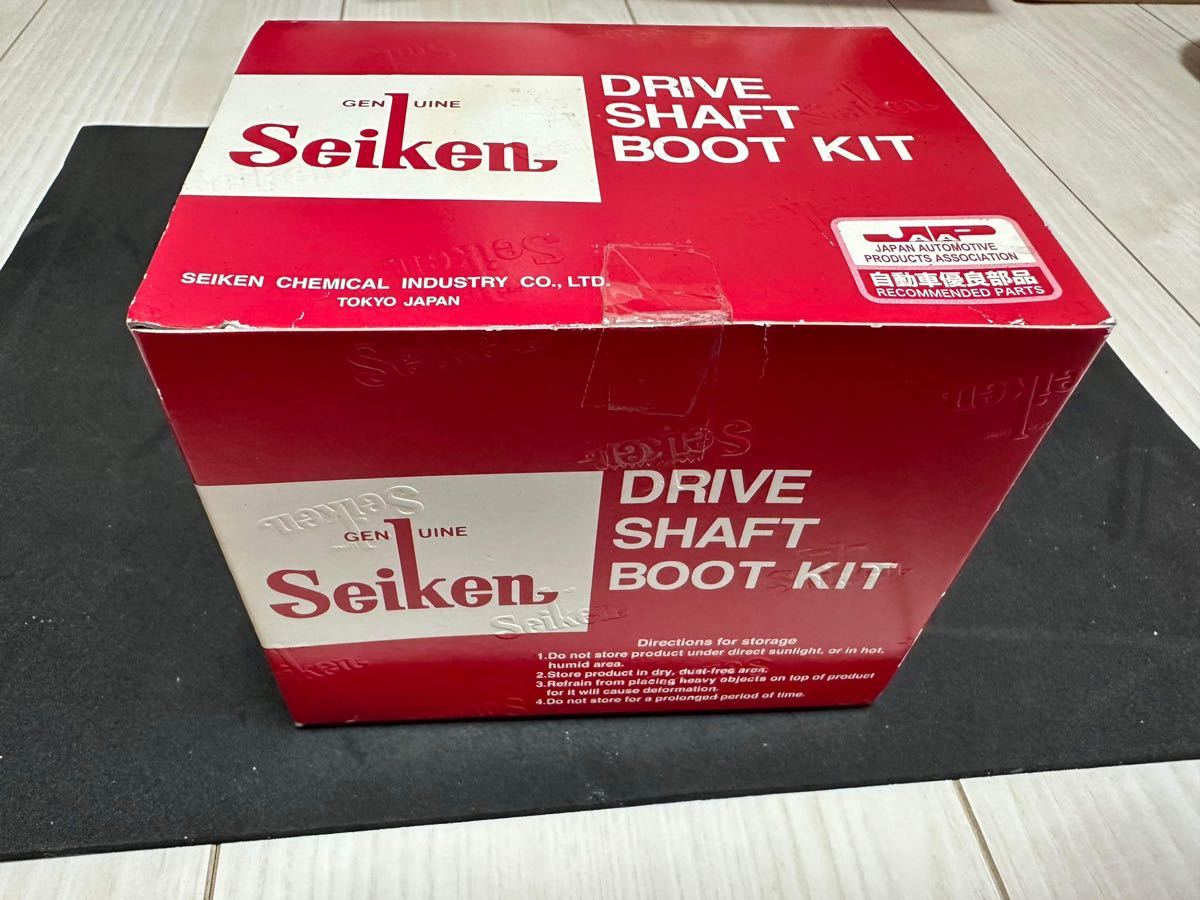 GENUINE
Seiken
DRIVE
SHAFT
BOOT KIT
SEIKEN CHEMICAL INDUSTRY CO., LTD.
TOKYO JAPAN
JAAP
JAPAN AUTOMOTIVE
PRODUCTS ASSOCIATION
自動車優良部品
RECOMMENDED PARTS
GENUINE
Seiken
DRIVE
SHAFT
BOOT KIT
Directions for storage
1.Do not store product under direct sunlight, or in hot,
humid area.
2.Store product in dry, dust-free area.
3.Refrain from placing heavy objects on top of product
for it will cause deformation.
4.Do not store for a prolonged period of time.
Seiken
Seiken
Seiken
Seiken